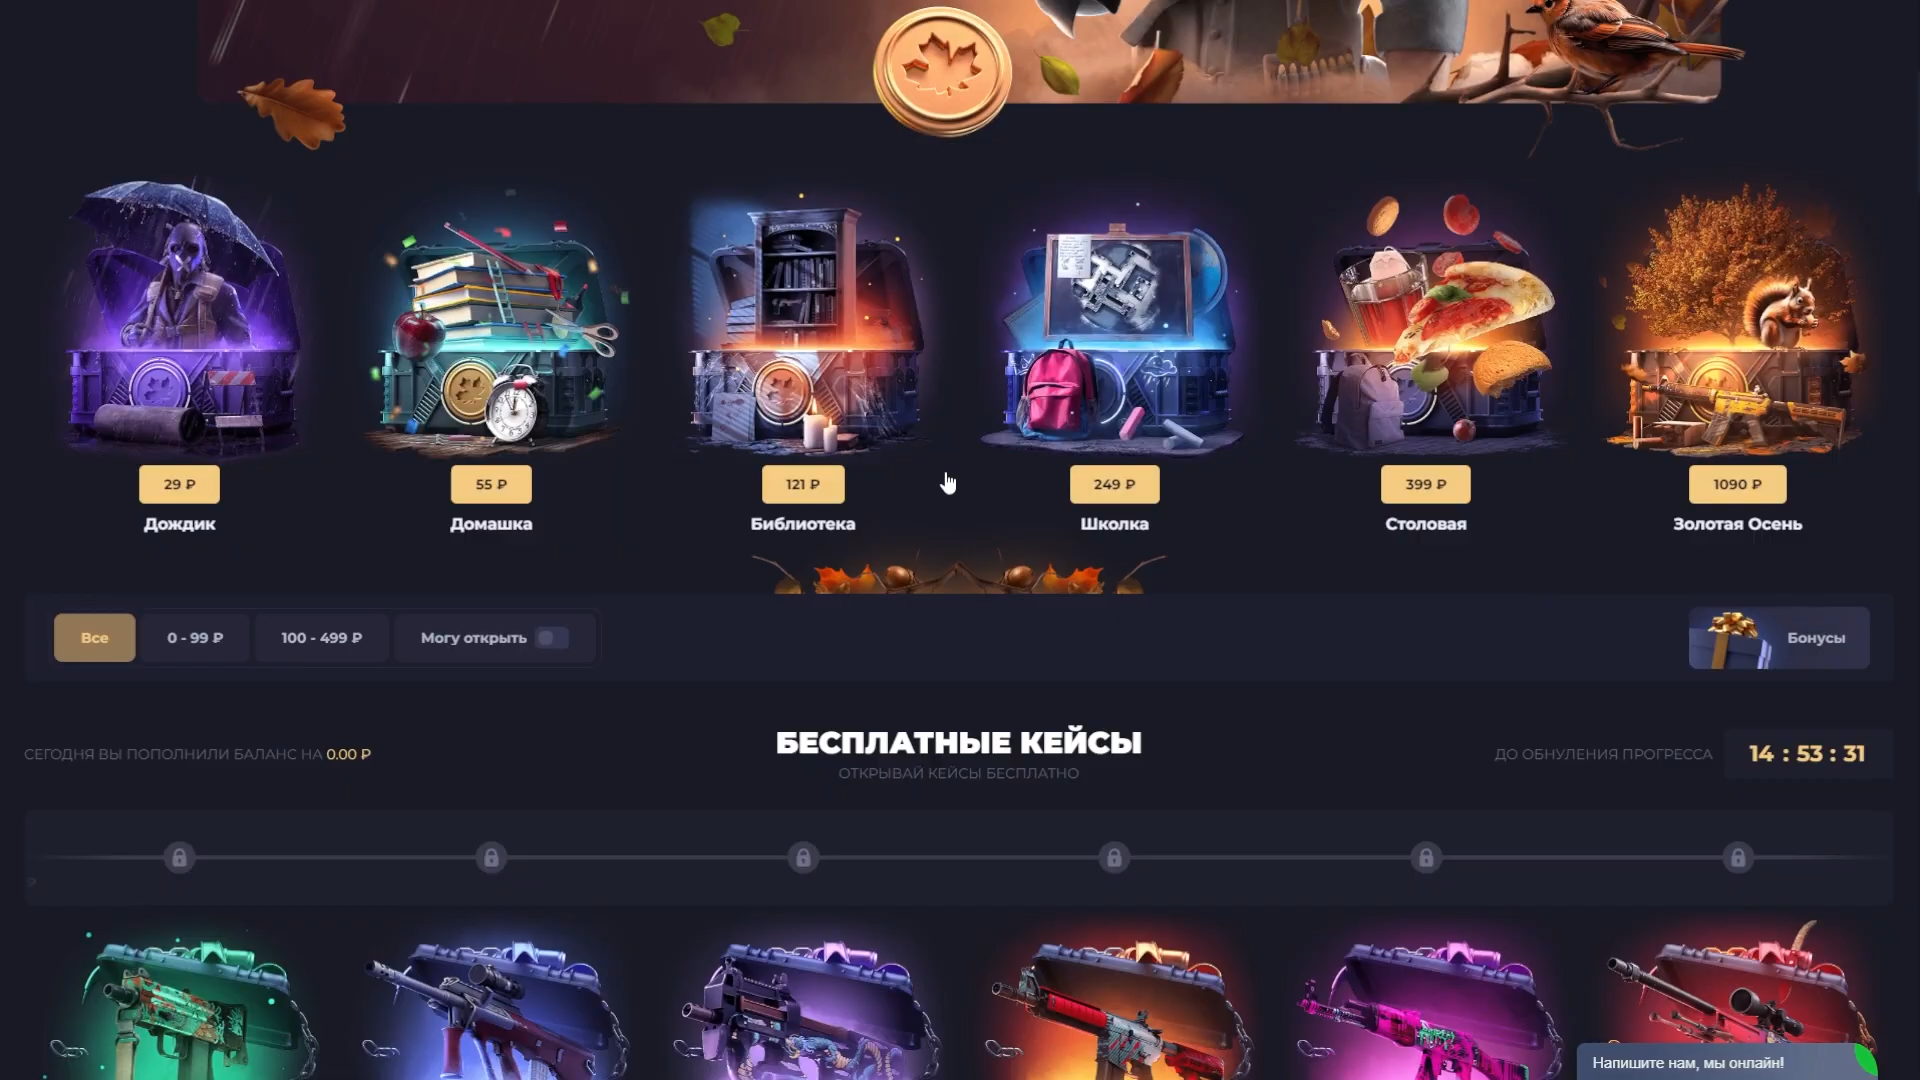 29 ₽
55 ₽
121 ₽
249 ₽
399 ₽
1090 ₽
Дождик
Домашка
Библиотека
Школка
Столовая
Золотая Осень
Все
0 - 99 ₽
100 - 499 ₽
Могу открыть
Бонусы
СЕГОДНЯ ВЫ ПОПОЛНИЛИ БАЛАНС НА 0.00 ₽
БЕСПЛАТНЫЕ КЕЙСЫ
ОТКРЫВАЙ КЕЙСЫ БЕСПЛАТНО
ДО ОБНУЛЕНИЯ ПРОГРЕССА
14 : 53 : 31
Напишите нам, мы онлайн!